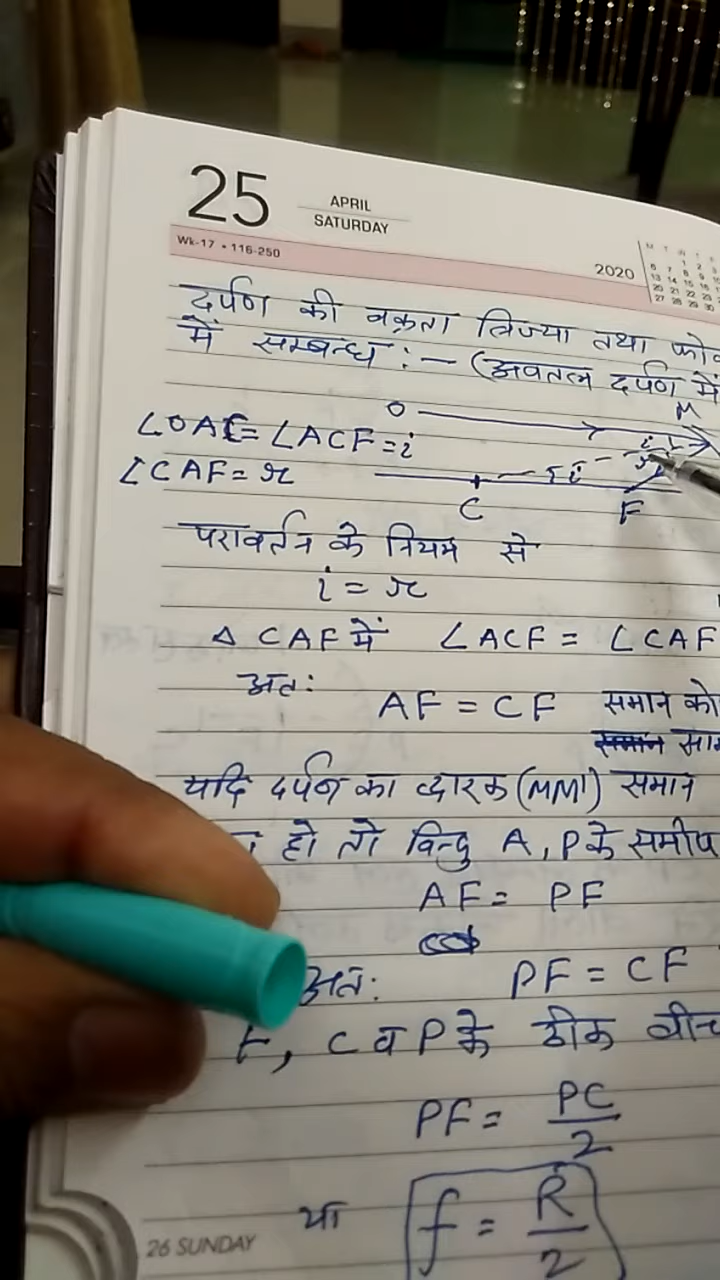 25 APRIL
SATURDAY
Wk-17 • 116-250
2020
M T W T F
दर्पण की वक्रता त्रिज्या तथा
में सम्बन्ध :- (अवतल दर्पण में
O M
∠OAC = ∠ACF = i
∠CAF = r
i r
C i F
परावर्तन के नियम से
i = r
△ CAF में ∠ACF = ∠CAF
अतः
AF = CF समान को
यदि दर्पण का द्वारक (MM') समान
हो तो बिन्दु A, P के समीप
AF = PF
अतः PF = CF
F, C व P के ठीक बीच
PF = PC/2
या f = R/2
26 SUNDAY